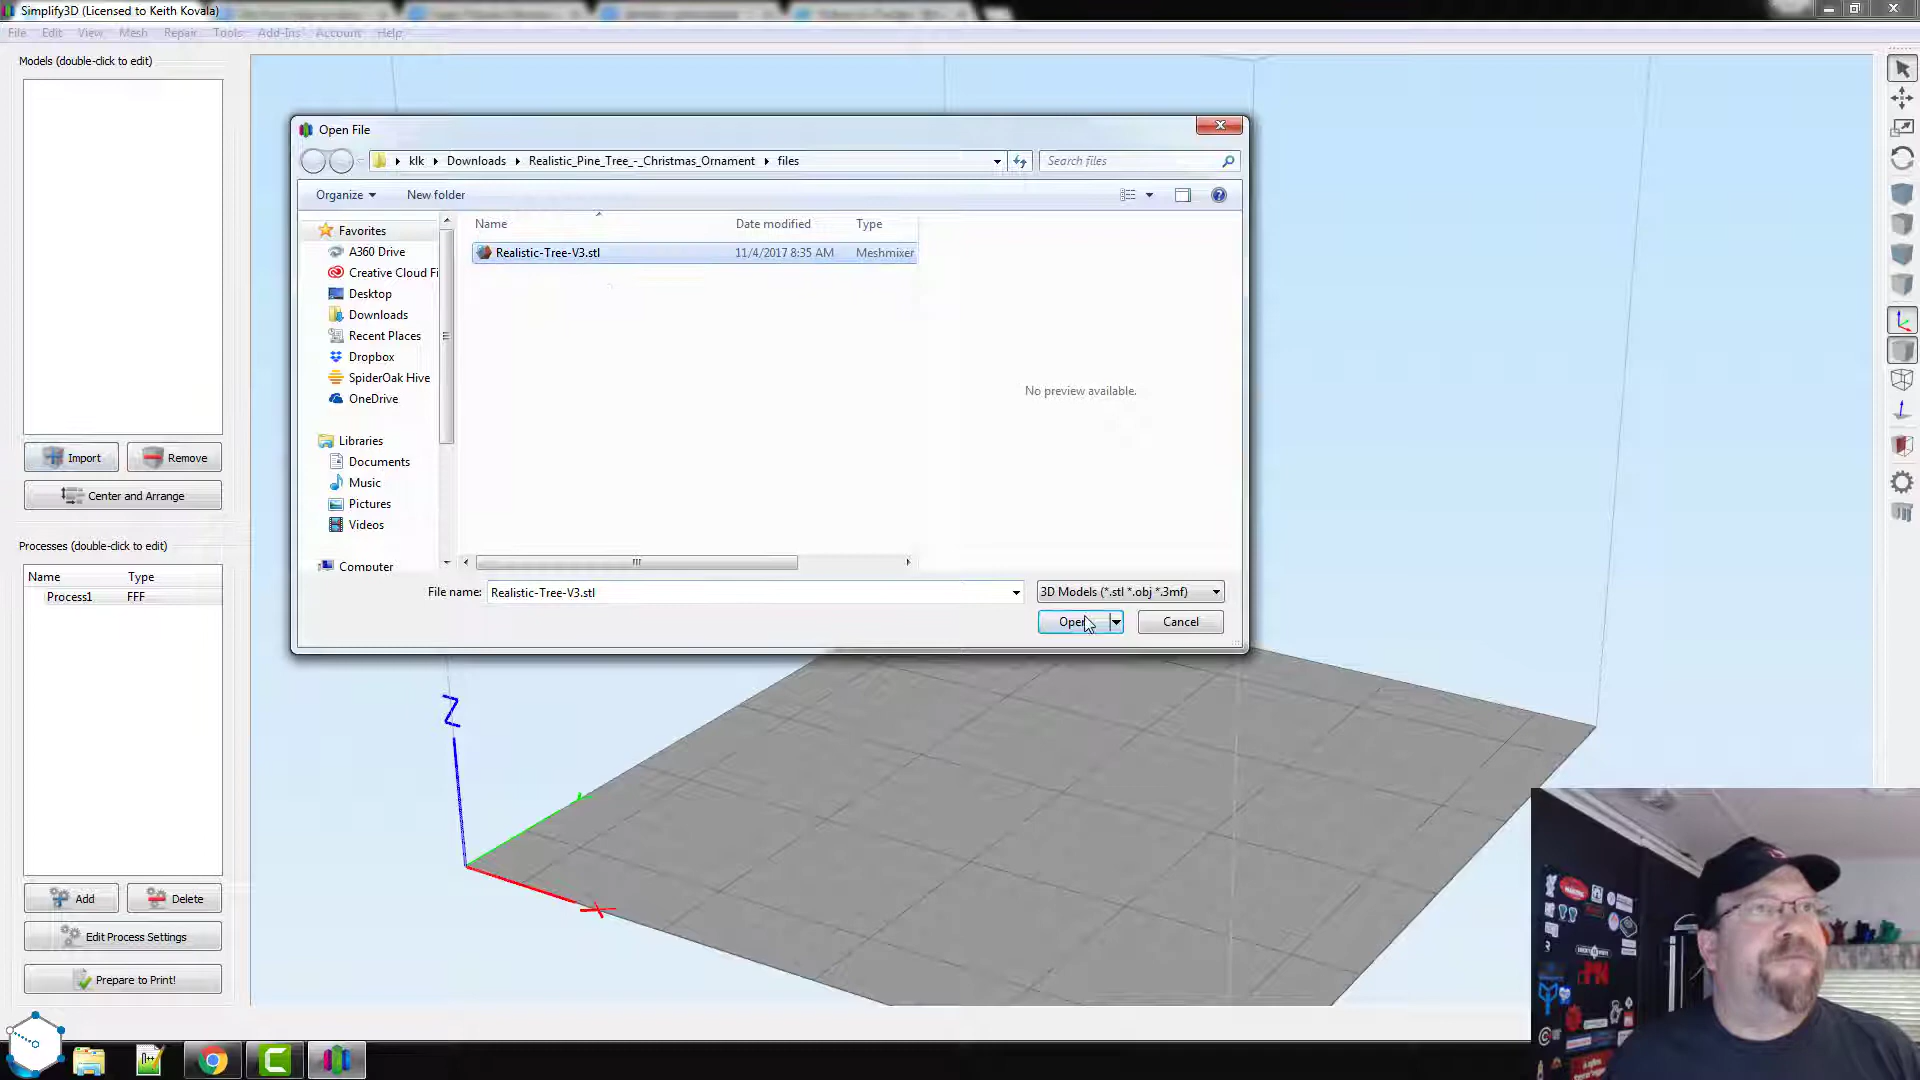 Simplify3D (Licensed to Keith Kovala)
File Edit View Mesh Repair Tools Add-Ins Account Help
Models (double-click to edit)
Open File
klk Downloads Realistic_Pine_Tree_-_Christmas_Ornament files
Search files
Organize New folder
Name Date modified Type
Favorites
Realistic-Tree-V3.stl 11/4/2017 8:35 AM Meshmixer
A360 Drive
Creative Cloud Fi
Desktop
Downloads
Recent Places
Dropbox
SpiderOak Hive
OneDrive
No preview available.
Libraries
Documents
Music
Pictures
Videos
Computer
File name: Realistic-Tree-V3.stl
3D Models (*.stl *.obj *.3mf)
Open Cancel
Import Remove
Center and Arrange
Processes (double-click to edit)
Name Type
Process1 FFF
Z
X
Add Delete
Edit Process Settings
Prepare to Print!